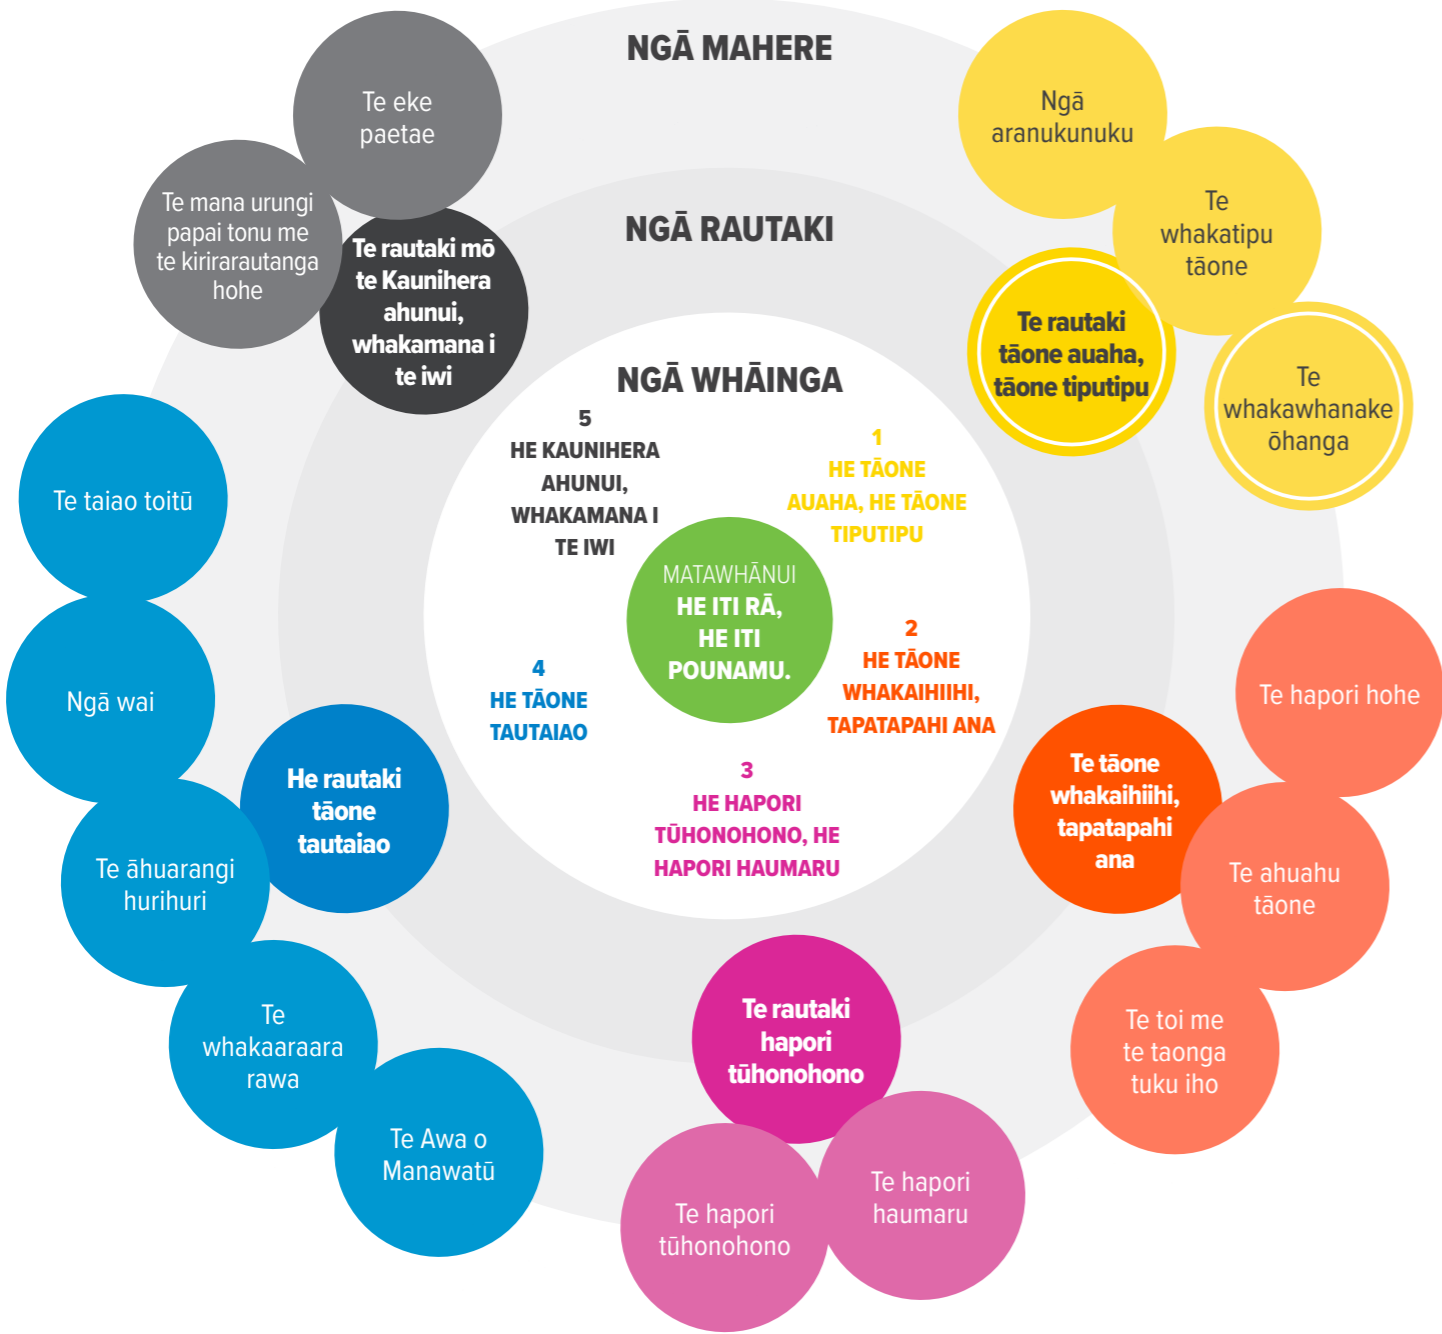 NGĀ MAHERE
NGĀ RAUTAKI
NGĀ WHĀINGA
MATAWHĀNUI
HE ITI RĀ,
HE ITI
POUNAMU.
1
HE TĀONE
AUAHA, HE TĀONE
TIPUTIPU
2
HE TĀONE
WHAKAIHIIHI,
TAPATAPAHI ANA
3
HE HAPORI
TŪHONOHONO, HE
HAPORI HAUMARU
4
HE TĀONE
TAUTAIAO
5
HE KAUNIHERA
AHUNUI,
WHAKAMANA I
TE IWI
Te rautaki
tāone auaha,
tāone tiputipu
Ngā
aranukunuku
Te
whakatipu
tāone
Te
whakawhanake
ōhanga
Te tāone
whakaihiihi,
tapatapahi
ana
Te hapori hohe
Te ahuahu
tāone
Te toi me
te taonga
tuku iho
Te rautaki
hapori
tūhonohono
Te hapori
haumaru
Te hapori
tūhonohono
He rautaki
tāone
tautaiao
Te Awa o
Manawatū
Te
whakaaraara
rawa
Te āhuarangi
hurihuri
Ngā wai
Te taiao toitū
Te rautaki mō
te Kaunihera
ahunui,
whakamana i
te iwi
Te mana urungi
papai tonu me
te kirirarautanga
hohe
Te eke
paetae